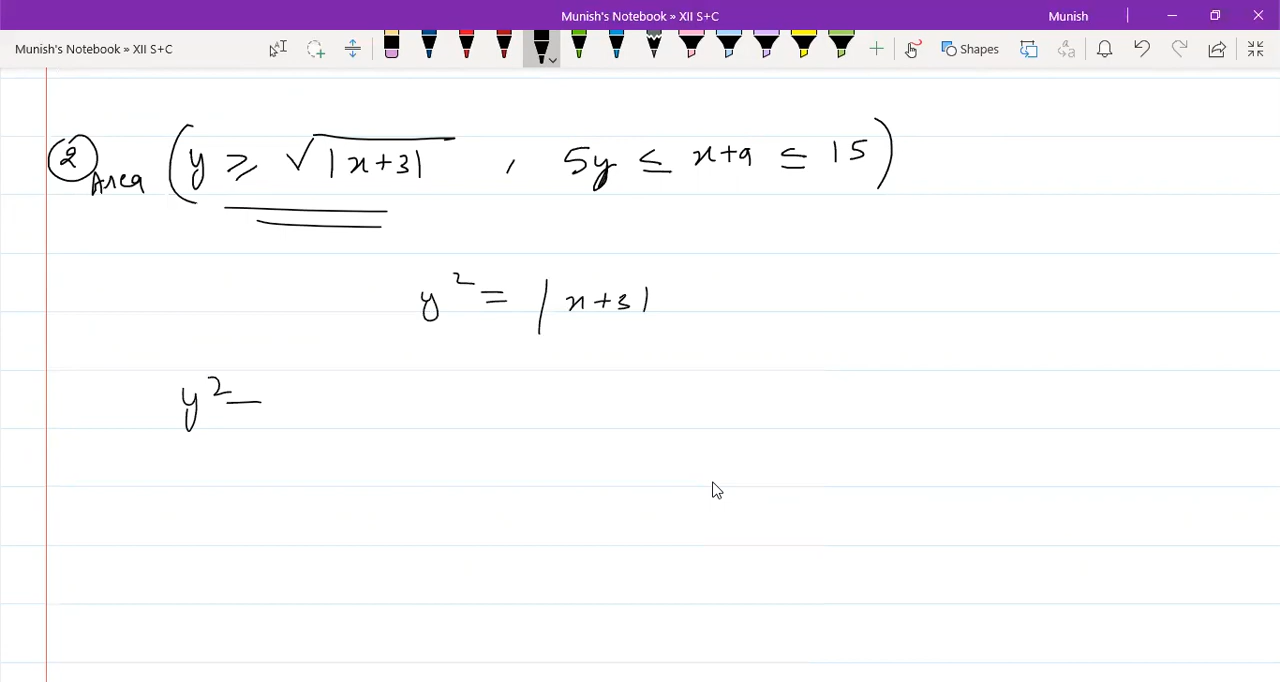 Munish's Notebook » XII S+C
Munish
Munish's Notebook » XII S+C
Shapes
② Area (y ≥ √|x+3| , 5y ≤ x+9 ≤ 15)
y² = |x+3|
y² =